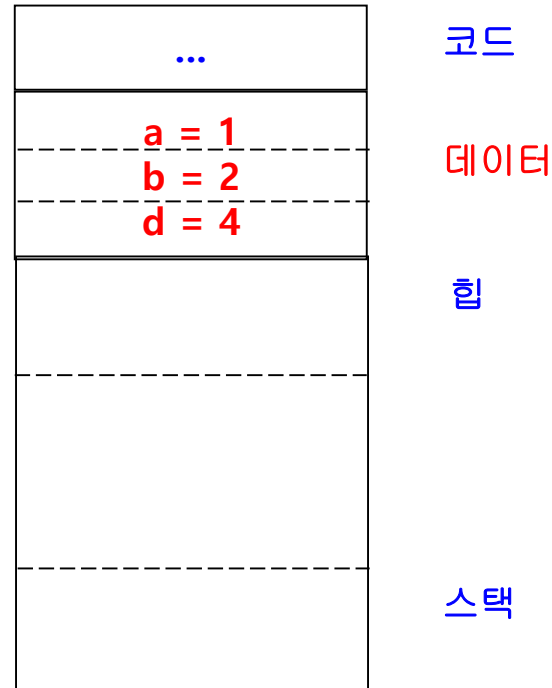 ... 코드
a = 1
데이터
b = 2
d = 4
힙
스택